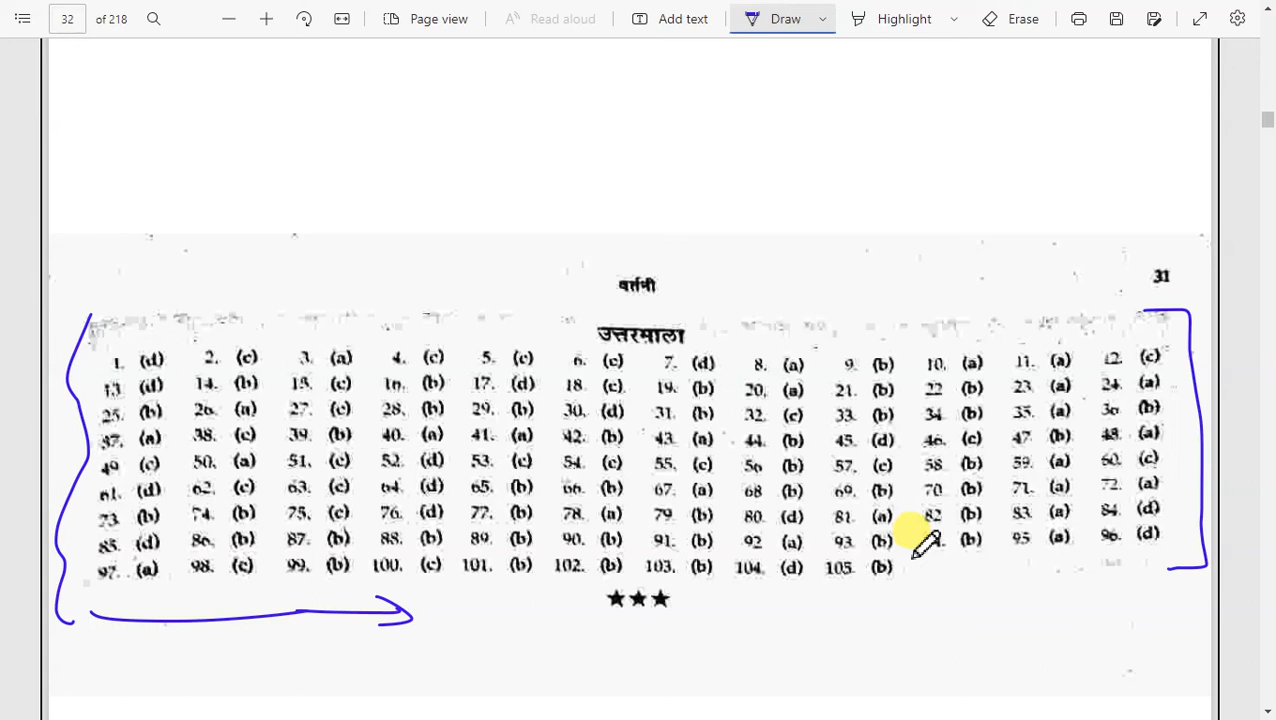 32 of 218 Page view Read aloud Add text Draw Highlight Erase
वर्तनी 31
उत्तरमाला
1. (d) 2. (c) 3. (a) 4. (c) 5. (c) 6. (c) 7. (d) 8. (a) 9. (b) 10. (a) 11. (a) 12. (c)
13 (d) 14. (b) 15. (c) 16. (b) 17. (d) 18. (c) 19. (b) 20. (a) 21. (b) 22 (b) 23. (a) 24. (a)
25. (b) 26. (a) 27. (c) 28. (b) 29. (b) 30. (d) 31. (b) 32. (c) 33. (b) 34. (b) 35. (a) 36 (b)
37. (a) 38. (c) 39. (b) 40. (a) 41. (a) 42. (b) 43. (a) 44. (b) 45. (d) 46. (c) 47. (b) 48. (a)
49. (c) 50. (a) 51. (c) 52. (d) 53. (c) 54. (c) 55. (c) 56 (b) 57. (c) 58 (b) 59. (a) 60. (c)
61. (d) 62. (c) 63. (c) 64. (d) 65. (b) 66. (b) 67. (a) 68 (b) 69. (b) 70 (b) 71. (a) 72. (a)
73. (b) 74. (b) 75. (c) 76. (d) 77. (b) 78. (a) 79. (b) 80. (d) 81. (a) 82 (b) 83. (a) 84. (d)
85. (d) 86. (b) 87. (b) 88. (b) 89. (b) 90. (b) 91. (b) 92 (a) 93. (b) (b) 95 (a) 96. (d)
97. (a) 98. (c) 99. (b) 100. (c) 101. (b) 102. (b) 103. (b) 104. (d) 105. (b)
★★★